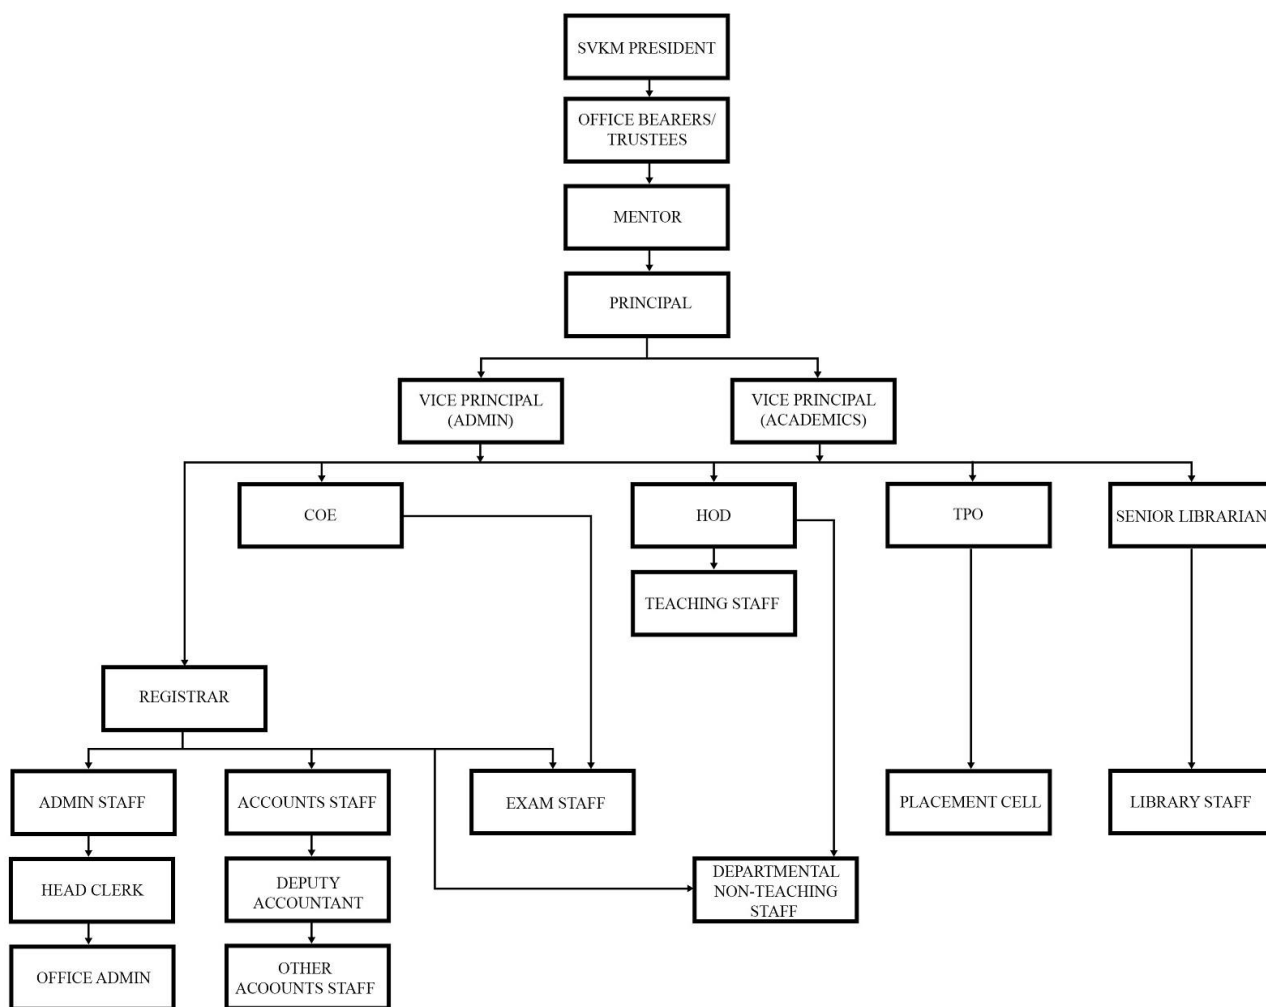 SVKM PRESIDENT
OFFICE BEARERS/
TRUSTEES
MENTOR
PRINCIPAL
VICE PRINCIPAL
(ADMIN)
VICE PRINCIPAL
(ACADEMICS)
COE
HOD
TPO
SENIOR LIBRARIAN
TEACHING STAFF
REGISTRAR
ADMIN STAFF
ACCOUNTS STAFF
EXAM STAFF
PLACEMENT CELL
LIBRARY STAFF
HEAD CLERK
DEPUTY
ACCOUNTANT
DEPARTMENTAL
NON-TEACHING
STAFF
OFFICE ADMIN
OTHER
ACOOUNTS STAFF